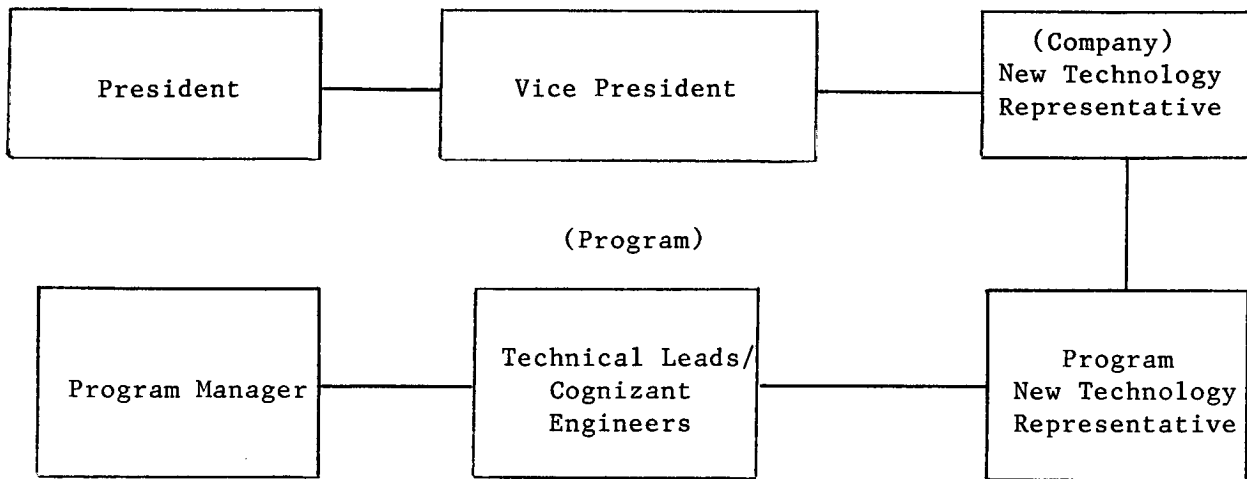 President
Vice President
(Company)
New Technology
Representative
(Program)
Program Manager
Technical Leads/
Cognizant
Engineers
Program
New Technology
Representative